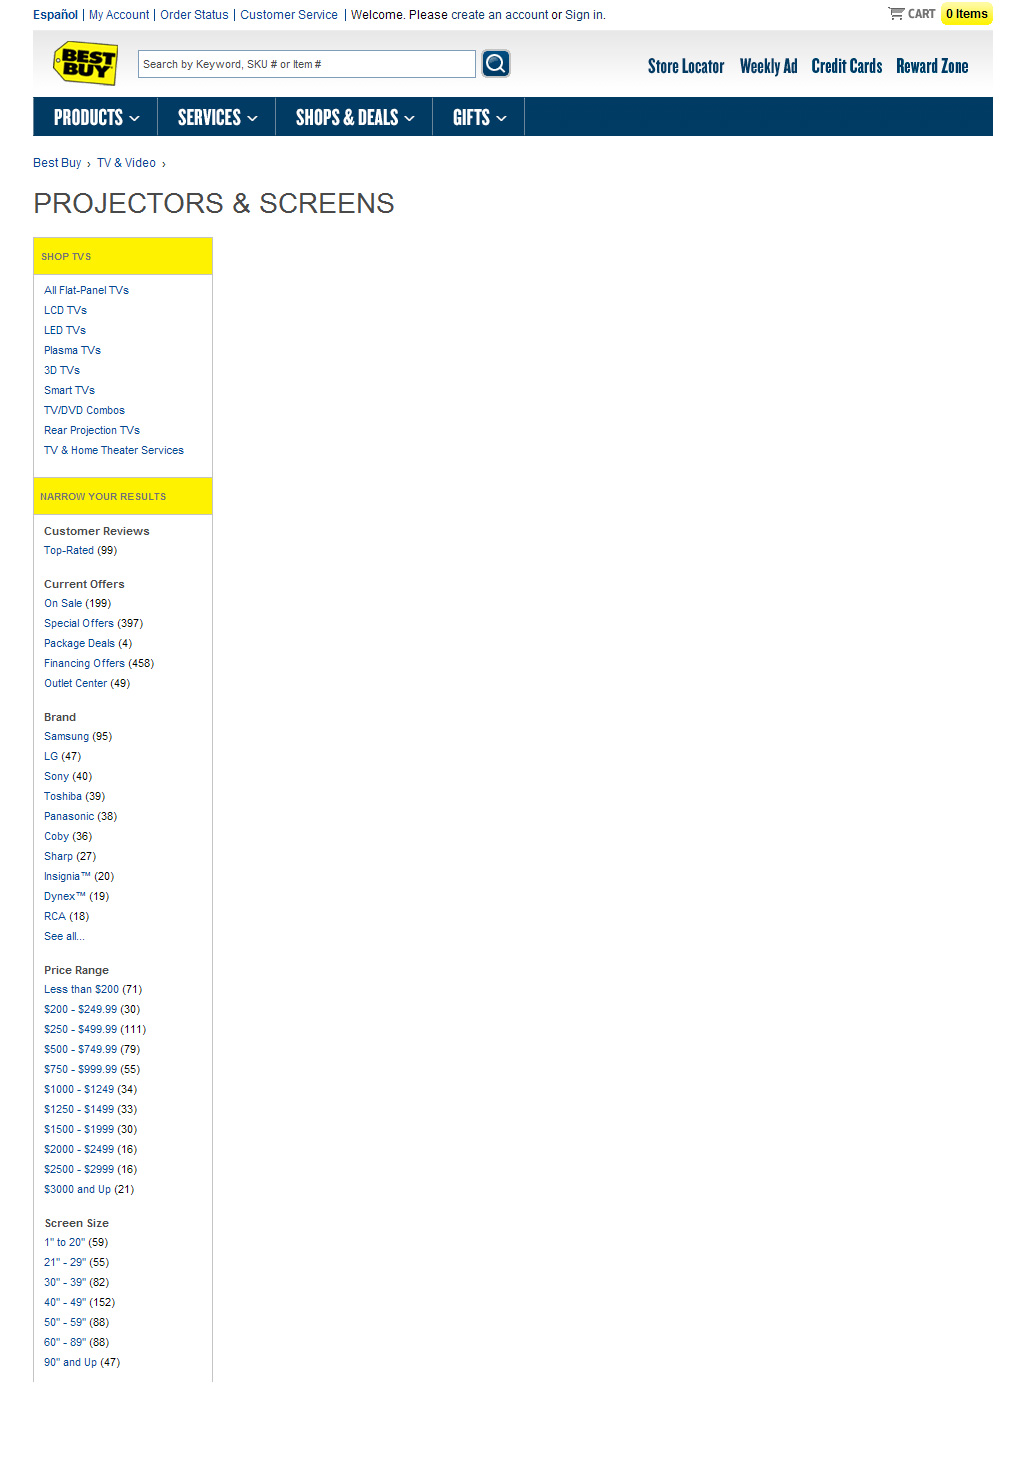 Español | My Account | Order Status | Customer Service | Welcome. Please create an account or Sign in.
CART 0 Items
BEST BUY
Search by Keyword, SKU # or Item #
Store Locator Weekly Ad Credit Cards Reward Zone
PRODUCTS SERVICES SHOPS & DEALS GIFTS
Best Buy › TV & Video ›
PROJECTORS & SCREENS
SHOP TVS
All Flat-Panel TVs
LCD TVs
LED TVs
Plasma TVs
3D TVs
Smart TVs
TV/DVD Combos
Rear Projection TVs
TV & Home Theater Services
NARROW YOUR RESULTS
Customer Reviews
Top-Rated (99)
Current Offers
On Sale (199)
Special Offers (397)
Package Deals (4)
Financing Offers (458)
Outlet Center (49)
Brand
Samsung (95)
LG (47)
Sony (40)
Toshiba (39)
Panasonic (38)
Coby (36)
Sharp (27)
Insignia™ (20)
Dynex™ (19)
RCA (18)
See all...
Price Range
Less than $200 (71)
$200 - $249.99 (30)
$250 - $499.99 (111)
$500 - $749.99 (79)
$750 - $999.99 (55)
$1000 - $1249 (34)
$1250 - $1499 (33)
$1500 - $1999 (30)
$2000 - $2499 (16)
$2500 - $2999 (16)
$3000 and Up (21)
Screen Size
1" to 20" (59)
21" - 29" (55)
30" - 39" (82)
40" - 49" (152)
50" - 59" (88)
60" - 89" (88)
90" and Up (47)